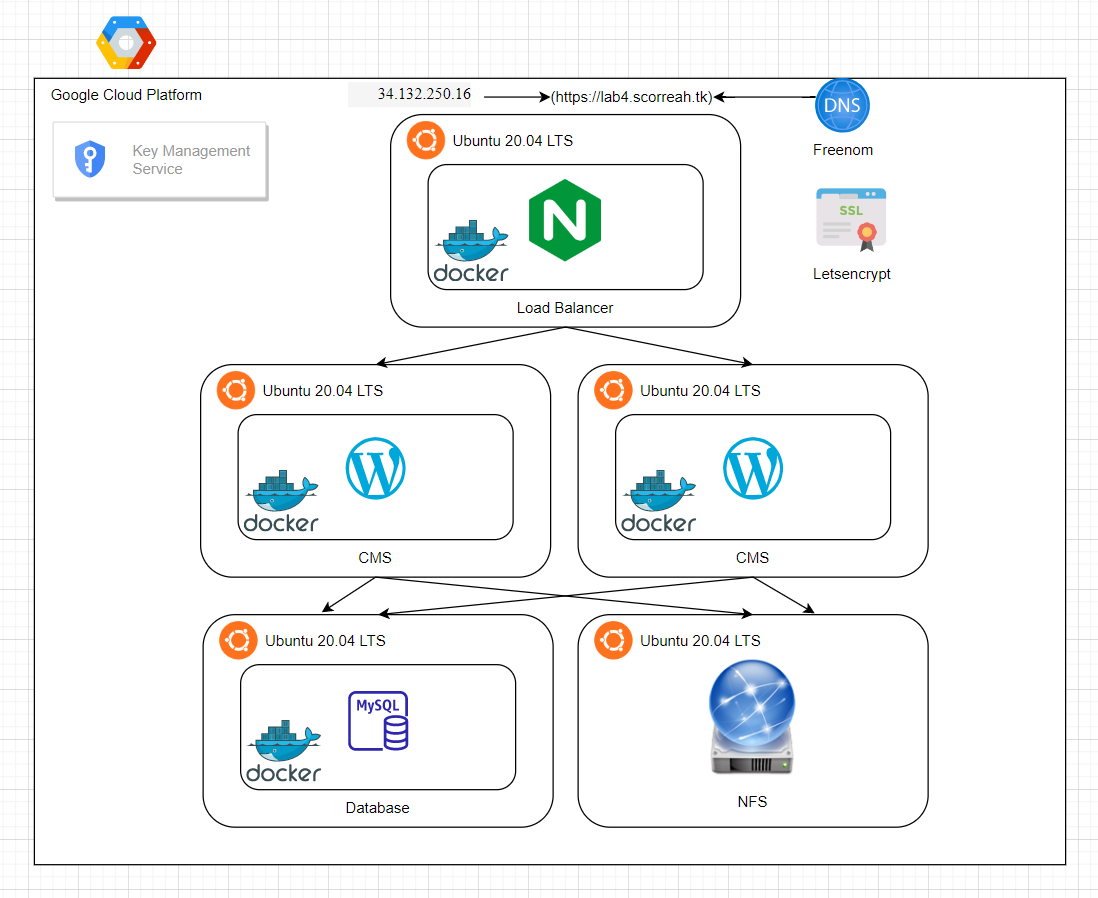 Google Cloud Platform
34.132.250.16
(https://lab4.scorreah.tk)
DNS
Freenom
Key Management
Service
SSL
Letsencrypt
Ubuntu 20.04 LTS
N
docker
Load Balancer
Ubuntu 20.04 LTS
W
docker
CMS
Ubuntu 20.04 LTS
W
docker
CMS
Ubuntu 20.04 LTS
MySQL
docker
Database
Ubuntu 20.04 LTS
NFS